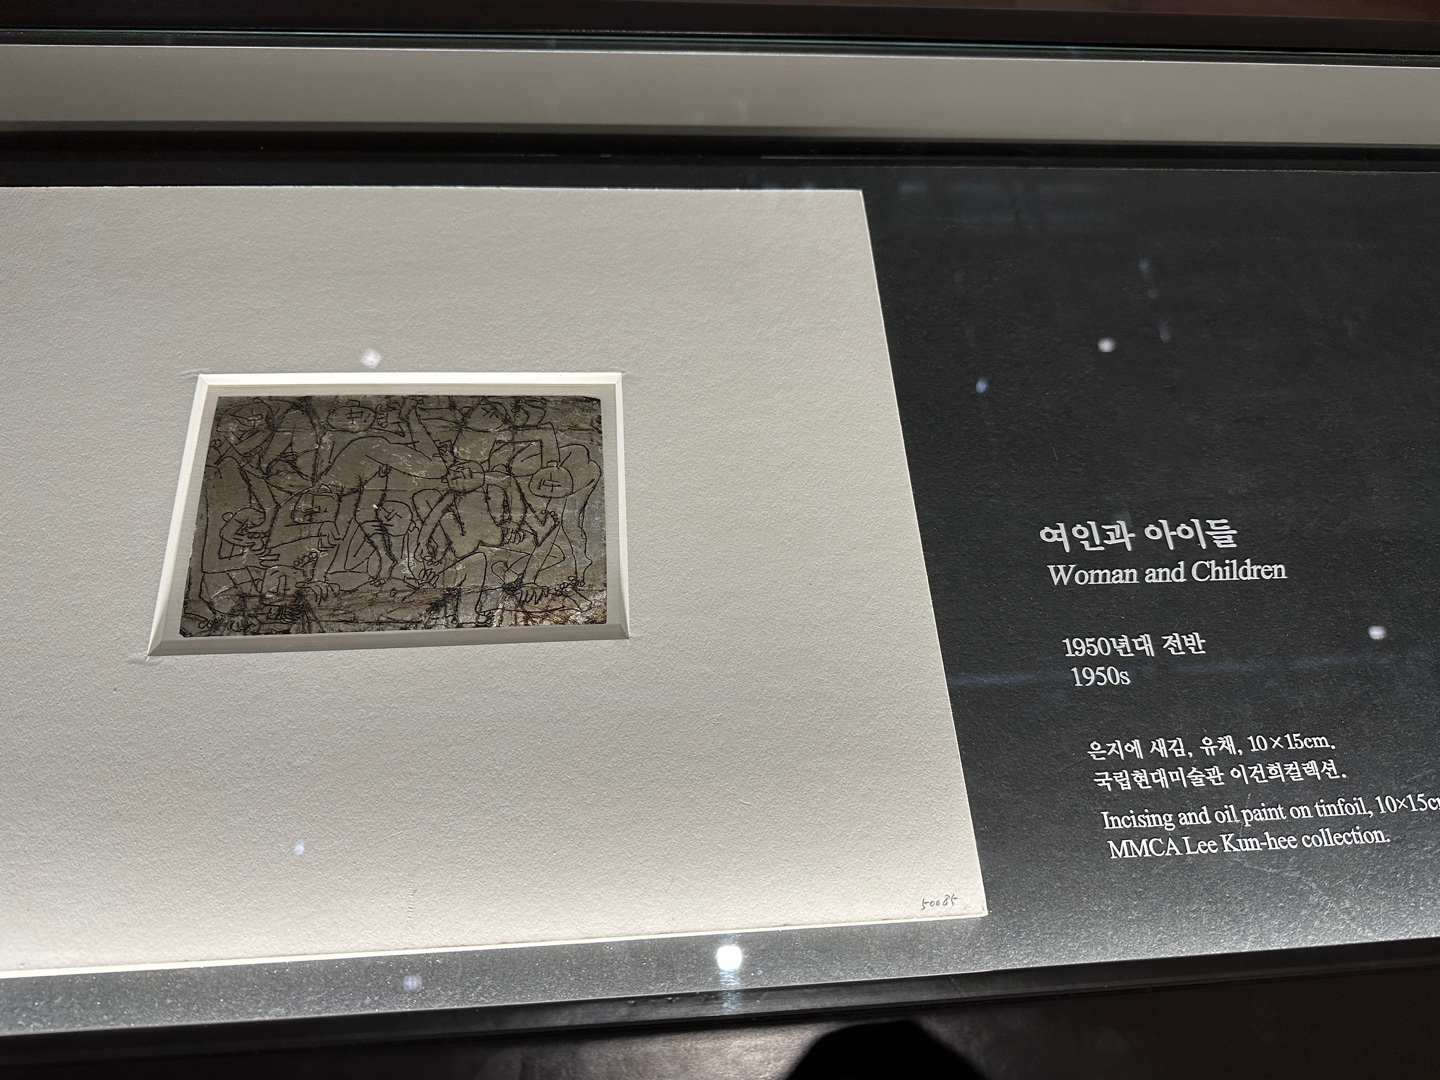 여인과 아이들
Woman and Children
1950년대 전반
1950s
은지에 새김, 유채, 10×15cm.
국립현대미술관 이건희컬렉션.
Incising and oil paint on tinfoil, 10×15c
MMCA Lee Kun-hee collection.
50085